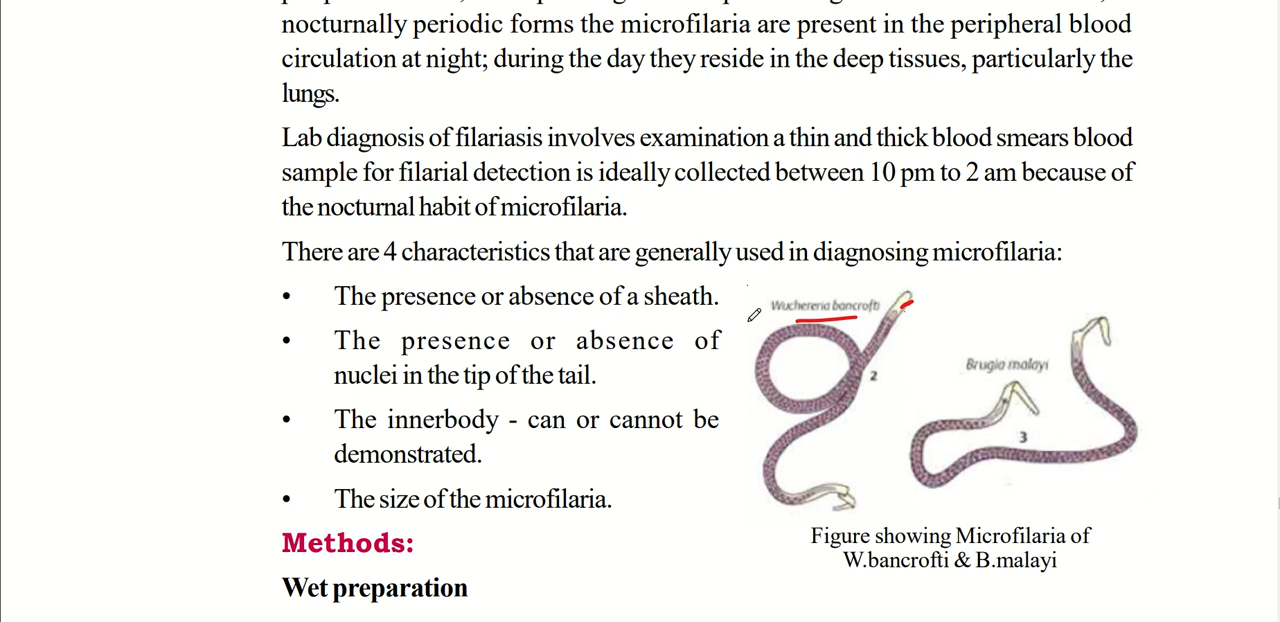 nocturnally periodic forms the microfilaria are present in the peripheral blood
circulation at night; during the day they reside in the deep tissues, particularly the
lungs.
Lab diagnosis of filariasis involves examination a thin and thick blood smears blood
sample for filarial detection is ideally collected between 10 pm to 2 am because of
the nocturnal habit of microfilaria.
There are 4 characteristics that are generally used in diagnosing microfilaria:
• The presence or absence of a sheath.
• The presence or absence of
nuclei in the tip of the tail.
• The innerbody - can or cannot be
demonstrated.
• The size of the microfilaria.
Wuchereria bancrofti
2
Brugia malayi
3
Figure showing Microfilaria of
W.bancrofti & B.malayi
Methods:
Wet preparation